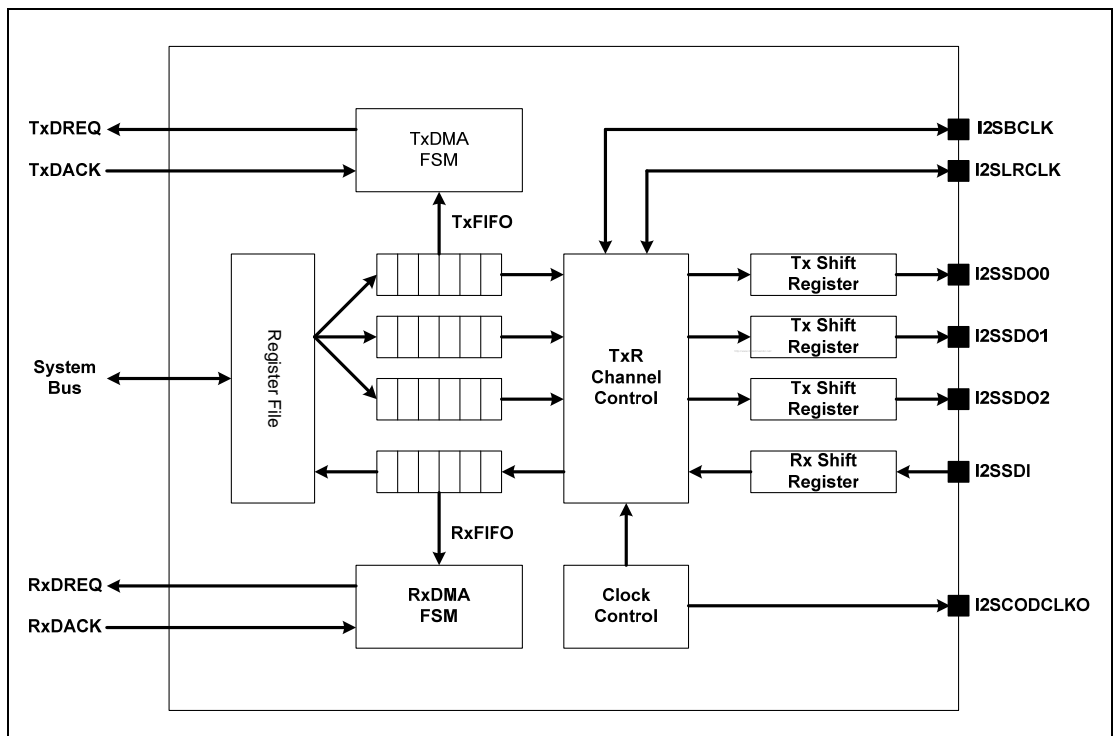 TxDREQ
TxDACK
TxDMA
FSM
TxFIFO
I2SBCLK
I2SLRCLK
System
Bus
Register File
TxR
Channel
Control
Tx Shift
Register
I2SSDO0
Tx Shift
Register
I2SSDO1
Tx Shift
Register
I2SSDO2
Rx Shift
Register
I2SSDI
RxFIFO
RxDREQ
RxDACK
RxDMA
FSM
Clock
Control
I2SCODCLKO